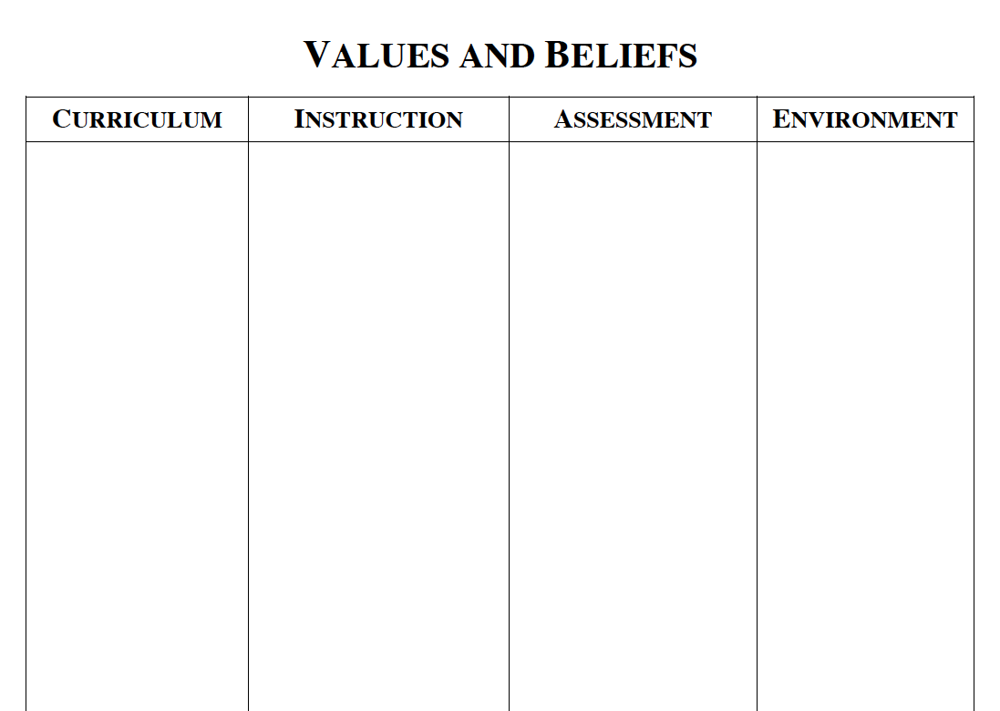 VALUES AND BELIEFS
CURRICULUM INSTRUCTION ASSESSMENT ENVIRONMENT